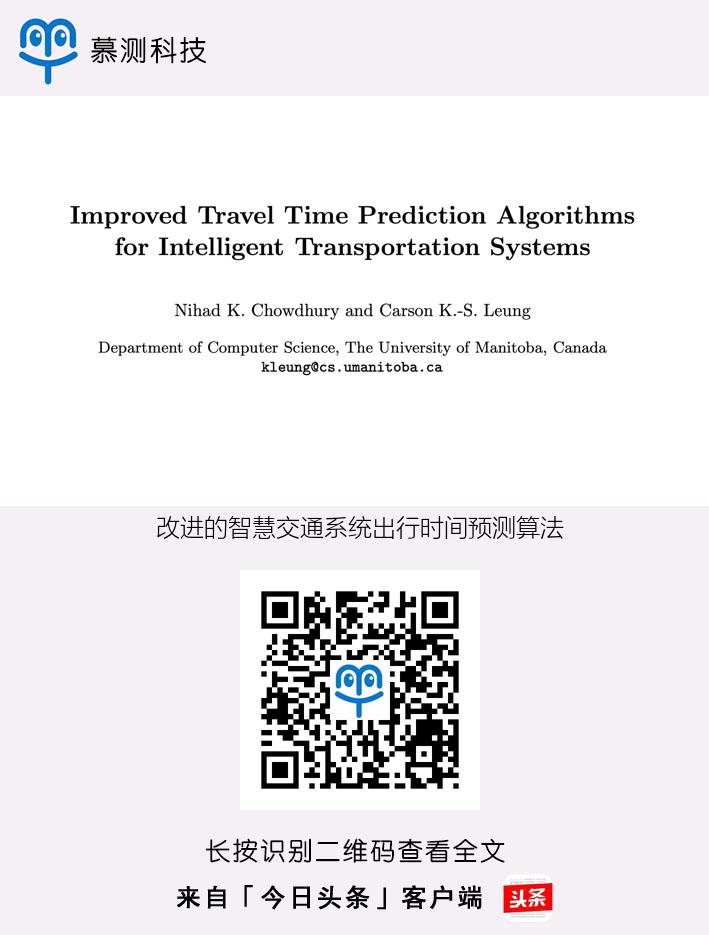 慕测科技
Improved Travel Time Prediction Algorithms
for Intelligent Transportation Systems
Nihad K. Chowdhury and Carson K.-S. Leung
Department of Computer Science, The University of Manitoba, Canada
kleung@cs.umanitoba.ca
改进的智慧交通系统出行时间预测算法
长按识别二维码查看全文
来自「今日头条」客户端
头条